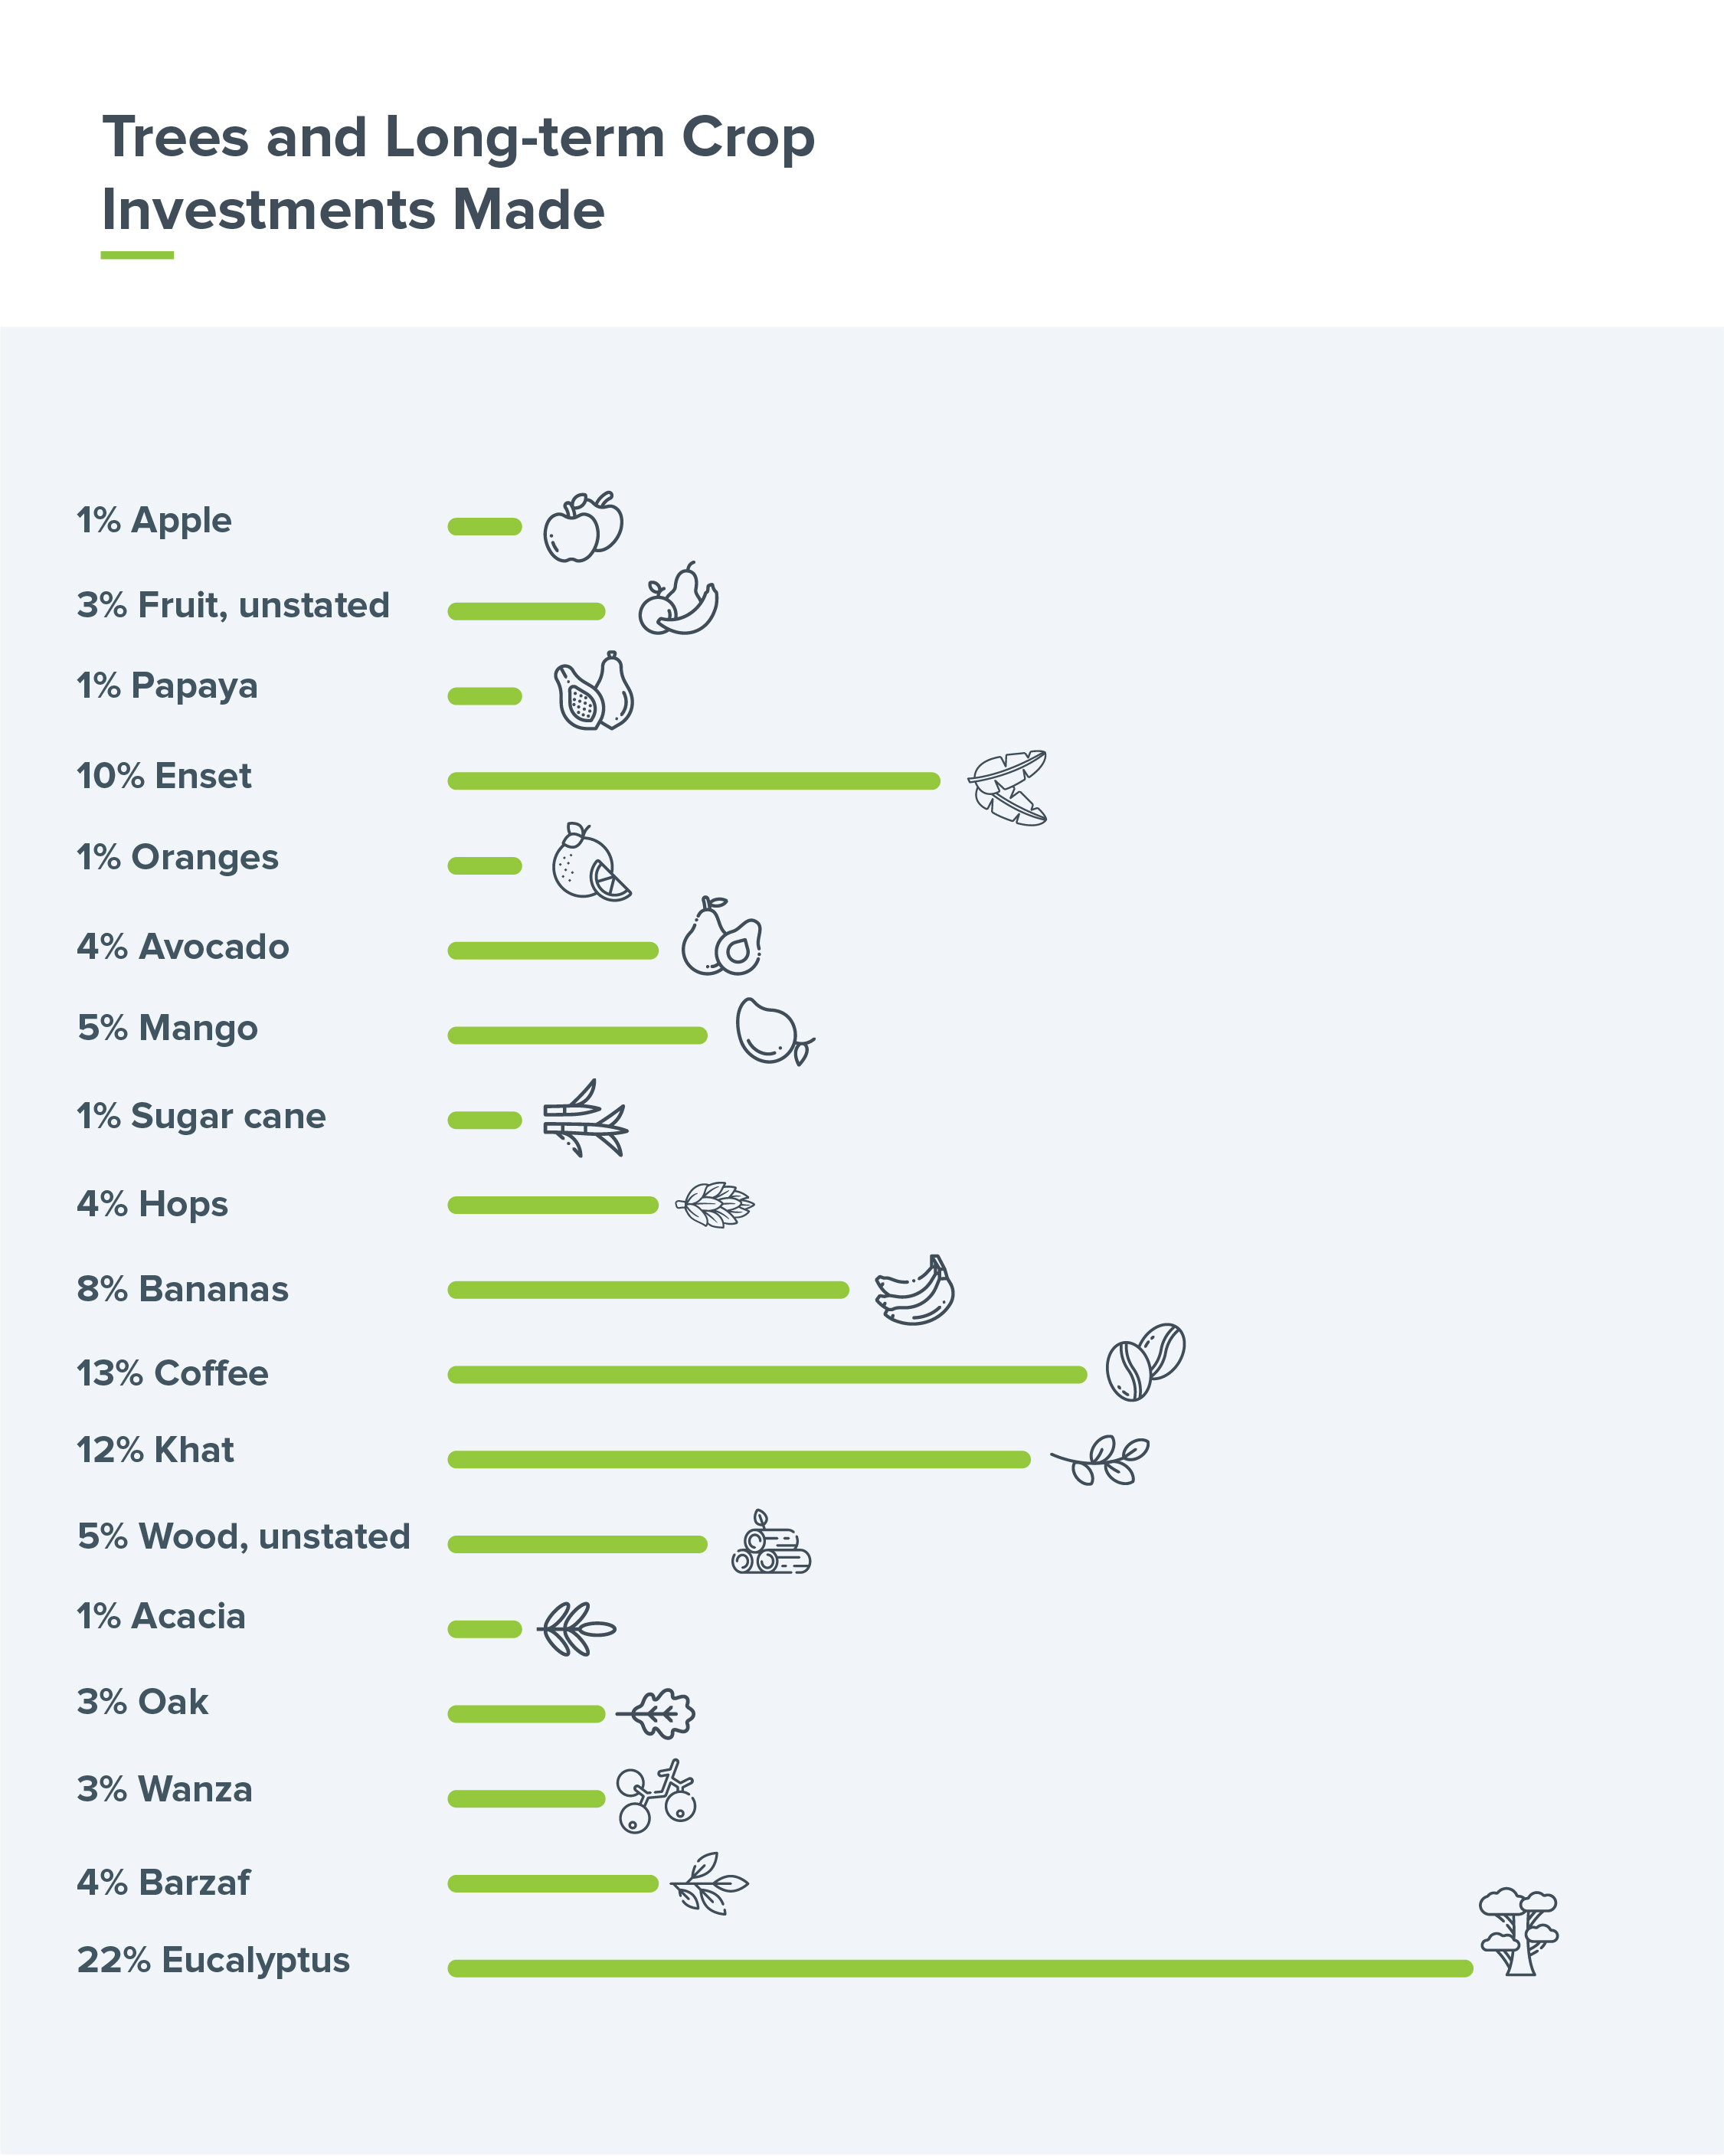 Trees and Long-term Crop
Investments Made
1% Apple
3% Fruit, unstated
1% Papaya
10% Enset
1% Oranges
4% Avocado
5% Mango
1% Sugar cane
4% Hops
8% Bananas
13% Coffee
12% Khat
5% Wood, unstated
1% Acacia
3% Oak
3% Wanza
4% Barzaf
22% Eucalyptus